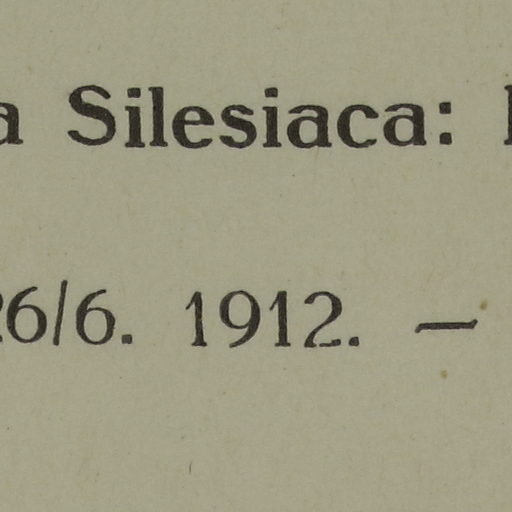 a Silesiaca:
26/6. 1912. —